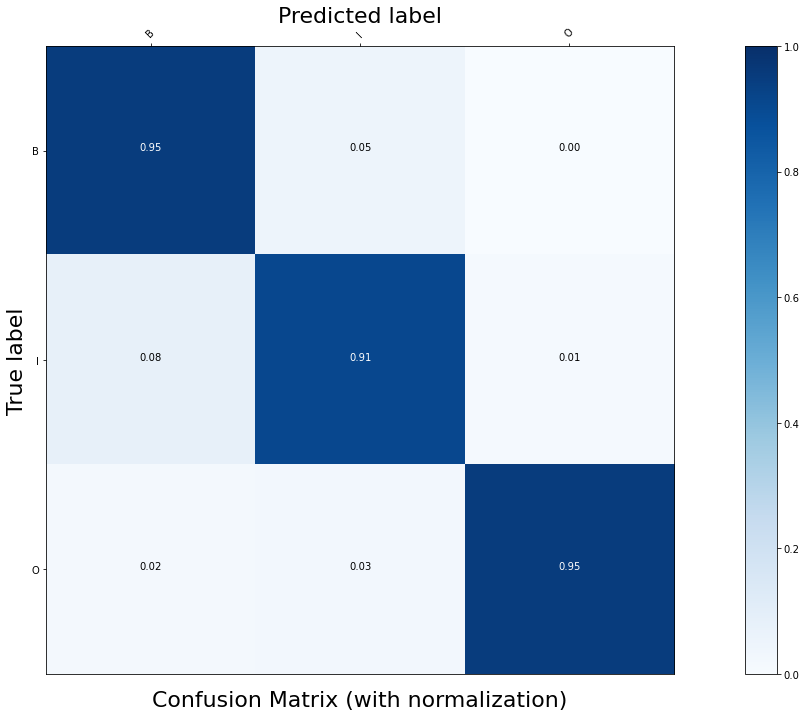 Predicted label
B I O
1.0
B 0.95 0.05 0.00
0.8
0.6
True label
I 0.08 0.91 0.01
0.4
0.2
O 0.02 0.03 0.95
0.0
Confusion Matrix (with normalization)